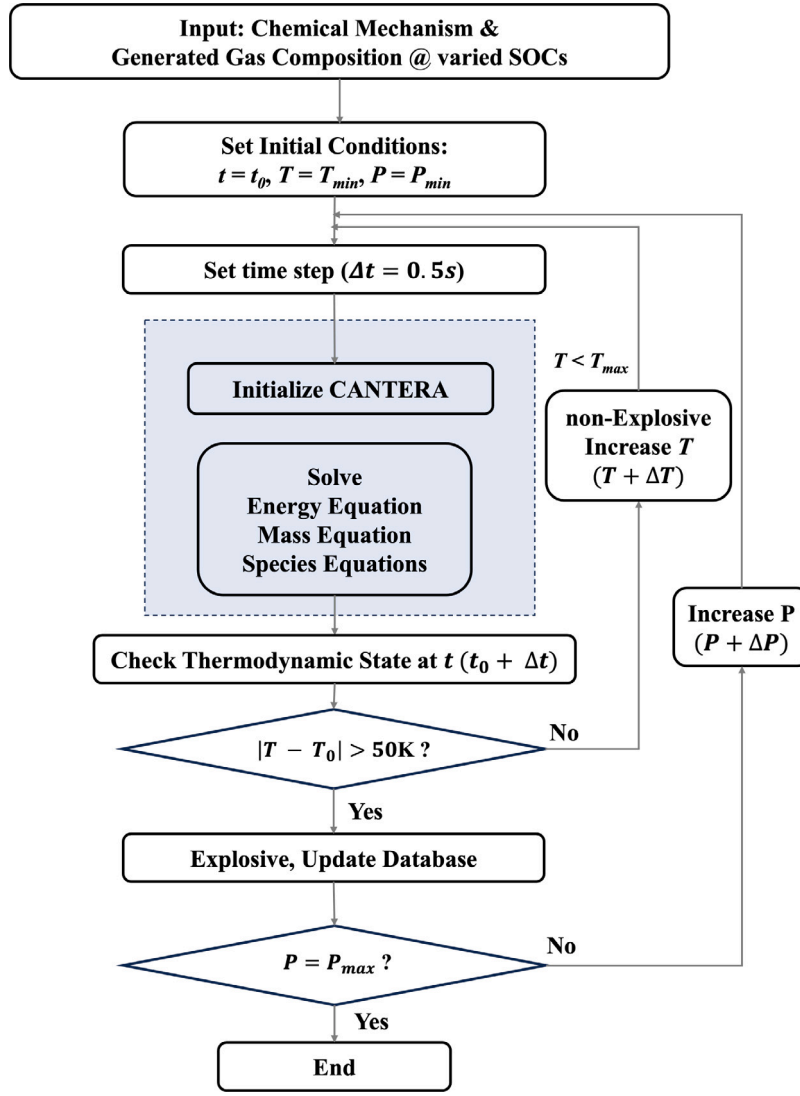 Input: Chemical Mechanism &
Generated Gas Composition @ varied SOCs
Set Initial Conditions:
t = t₀, T = Tₘᵢₙ, P = Pₘᵢₙ
Set time step (Δt = 0.5s)
Initialize CANTERA
T < Tₘₐₓ
non-Explosive
Increase T
(T + ΔT)
Solve
Energy Equation
Mass Equation
Species Equations
Increase P
(P + ΔP)
Check Thermodynamic State at t (t₀ + Δt)
|T − T₀| > 50K ?
No
Yes
Explosive, Update Database
P = Pₘₐₓ ?
No
Yes
End